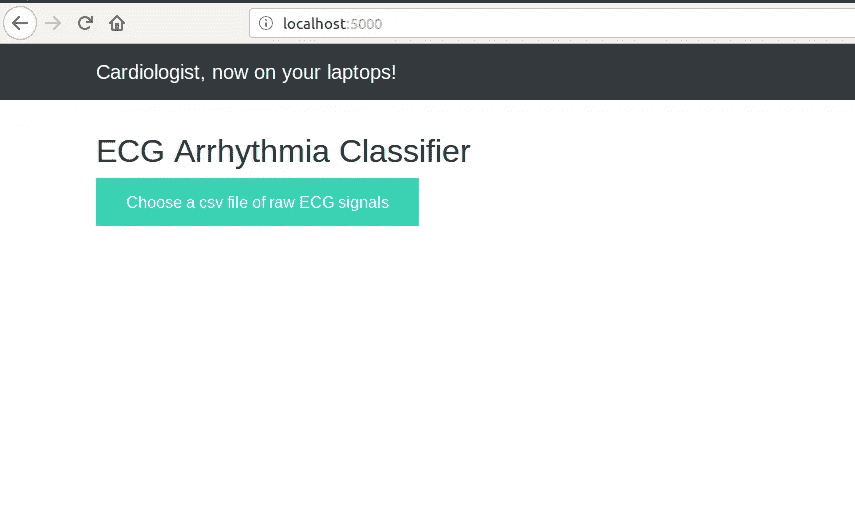 localhost:5000
Cardiologist, now on your laptops!
ECG Arrhythmia Classifier
Choose a csv file of raw ECG signals